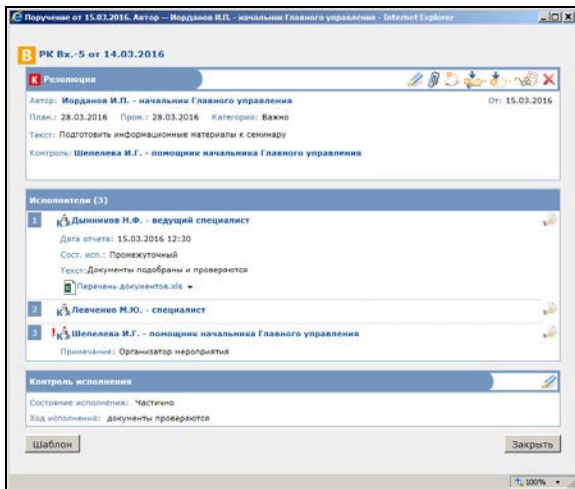 Поручение от 15.03.2016. Автор — Иорданов И.П. - начальник Главного управления - Internet Explorer
В РК Вх.-5 от 14.03.2016
К Резолюция
Автор: Иорданов И.П. - начальник Главного управления От: 15.03.2016
План.: 28.03.2016 Пром.: 28.03.2016 Категория: Важно
Текст: Подготовить информационные материалы к семинару
Контроль: Шепелева И.Г. - помощник начальника Главного управления
Исполнители (3)
1 К Дынников Н.Ф. - ведущий специалист
Дата отчета: 15.03.2016 12:30
Сост. исп.: Промежуточный
Текст: Документы подобраны и проверяются
Перечень документов.xls
2 К Левченко М.Ю. - специалист
3 ! К Шепелева И.Г. - помощник начальника Главного управления
Примечание: Организатор мероприятия
Контроль исполнения
Состояние исполнения: Частично
Ход исполнения: документы проверяются
Шаблон Закрыть
100%